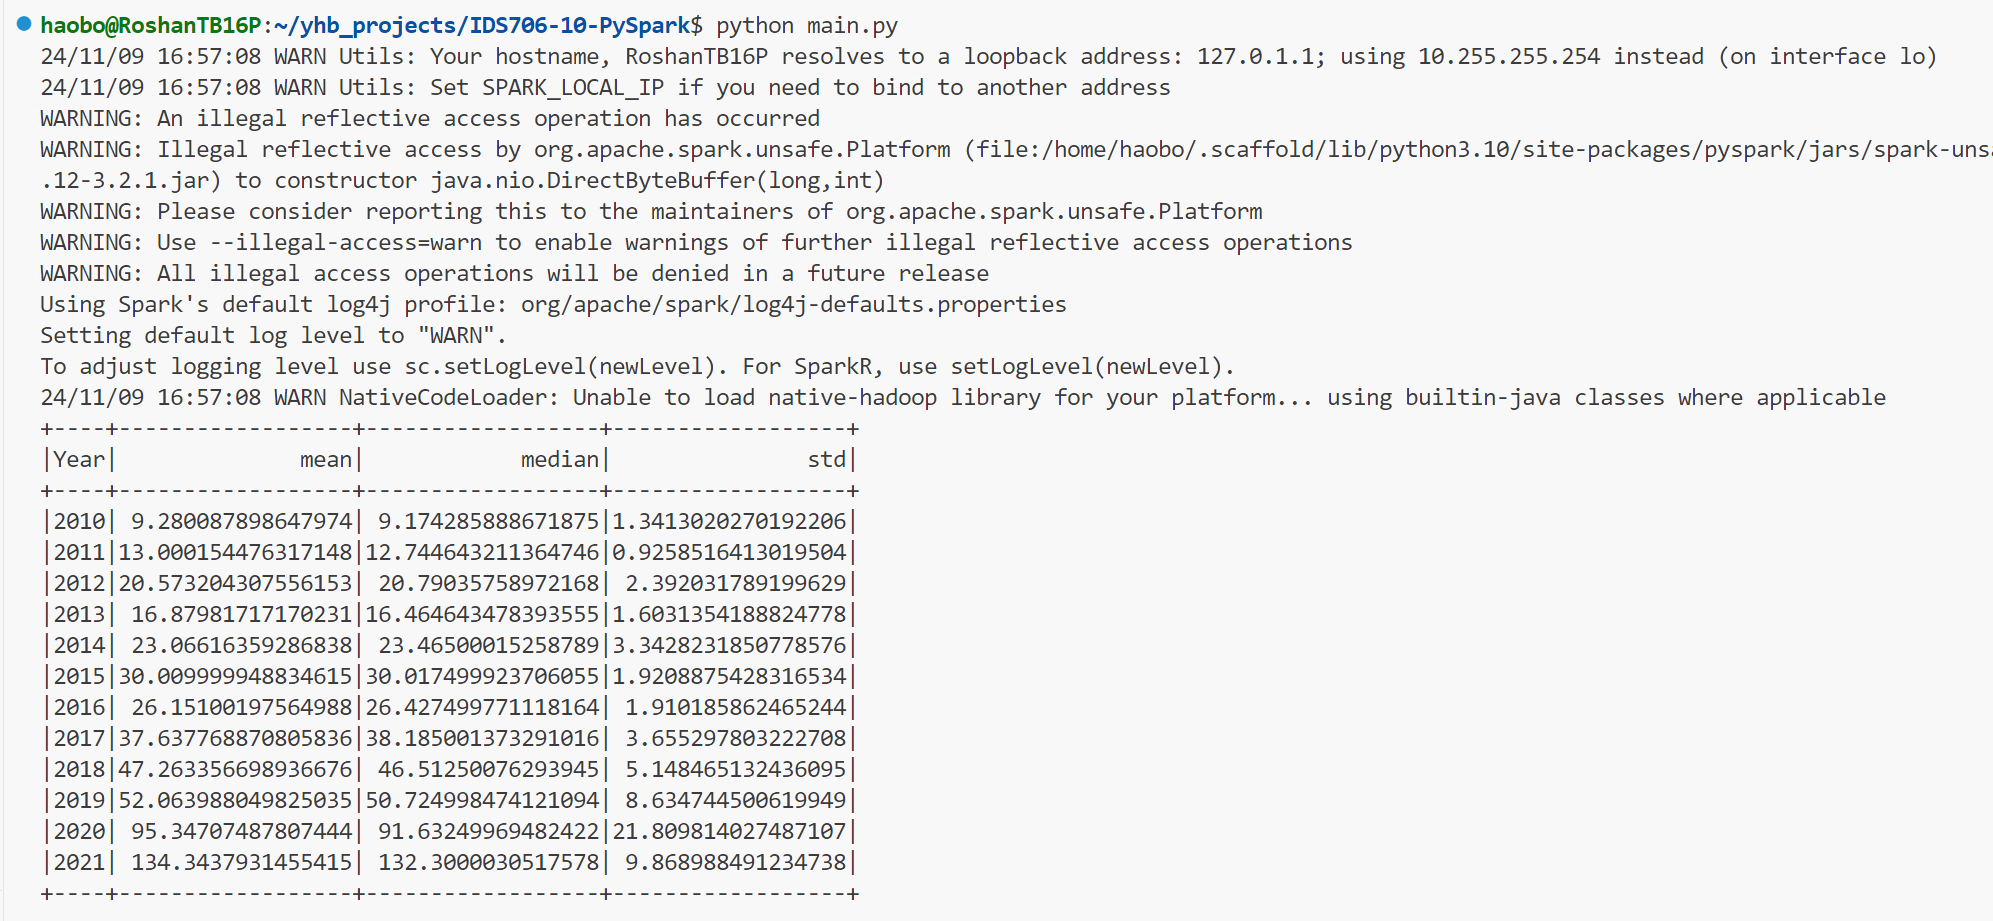 haobo@RoshanTB16P:~/yhb_projects/IDS706-10-PySpark$ python main.py
24/11/09 16:57:08 WARN Utils: Your hostname, RoshanTB16P resolves to a loopback address: 127.0.1.1; using 10.255.255.254 instead (on interface lo)
24/11/09 16:57:08 WARN Utils: Set SPARK_LOCAL_IP if you need to bind to another address
WARNING: An illegal reflective access operation has occurred
WARNING: Illegal reflective access by org.apache.spark.unsafe.Platform (file:/home/haobo/.scaffold/lib/python3.10/site-packages/pyspark/jars/spark-uns
.12-3.2.1.jar) to constructor java.nio.DirectByteBuffer(long,int)
WARNING: Please consider reporting this to the maintainers of org.apache.spark.unsafe.Platform
WARNING: Use --illegal-access=warn to enable warnings of further illegal reflective access operations
WARNING: All illegal access operations will be denied in a future release
Using Spark's default log4j profile: org/apache/spark/log4j-defaults.properties
Setting default log level to "WARN".
To adjust logging level use sc.setLogLevel(newLevel). For SparkR, use setLogLevel(newLevel).
24/11/09 16:57:08 WARN NativeCodeLoader: Unable to load native-hadoop library for your platform... using builtin-java classes where applicable
+----+------------------+------------------+------------------+
|Year|              mean|            median|               std|
+----+------------------+------------------+------------------+
|2010| 9.280087898647974| 9.174285888671875|1.3413020270192206|
|2011|13.000154476317148|12.744643211364746|0.9258516413019504|
|2012|20.573204307556153| 20.79035758972168| 2.392031789199629|
|2013| 16.87981717170231|16.464643478393555|1.6031354188824778|
|2014| 23.06616359286838| 23.46500015258789|3.3428231850778576|
|2015|30.009999948834615|30.017499923706055|1.9208875428316534|
|2016| 26.15100197564988|26.427499771118164| 1.910185862465244|
|2017|37.637768870805836|38.185001373291016| 3.655297803222708|
|2018|47.263356698936676| 46.51250076293945| 5.148465132436095|
|2019|52.063988049825035|50.724998474121094| 8.634744500619949|
|2020| 95.34707487807444| 91.63249969482422|21.809814027487107|
|2021| 134.3437931455415| 132.3000030517578| 9.868988491234738|
+----+------------------+------------------+------------------+